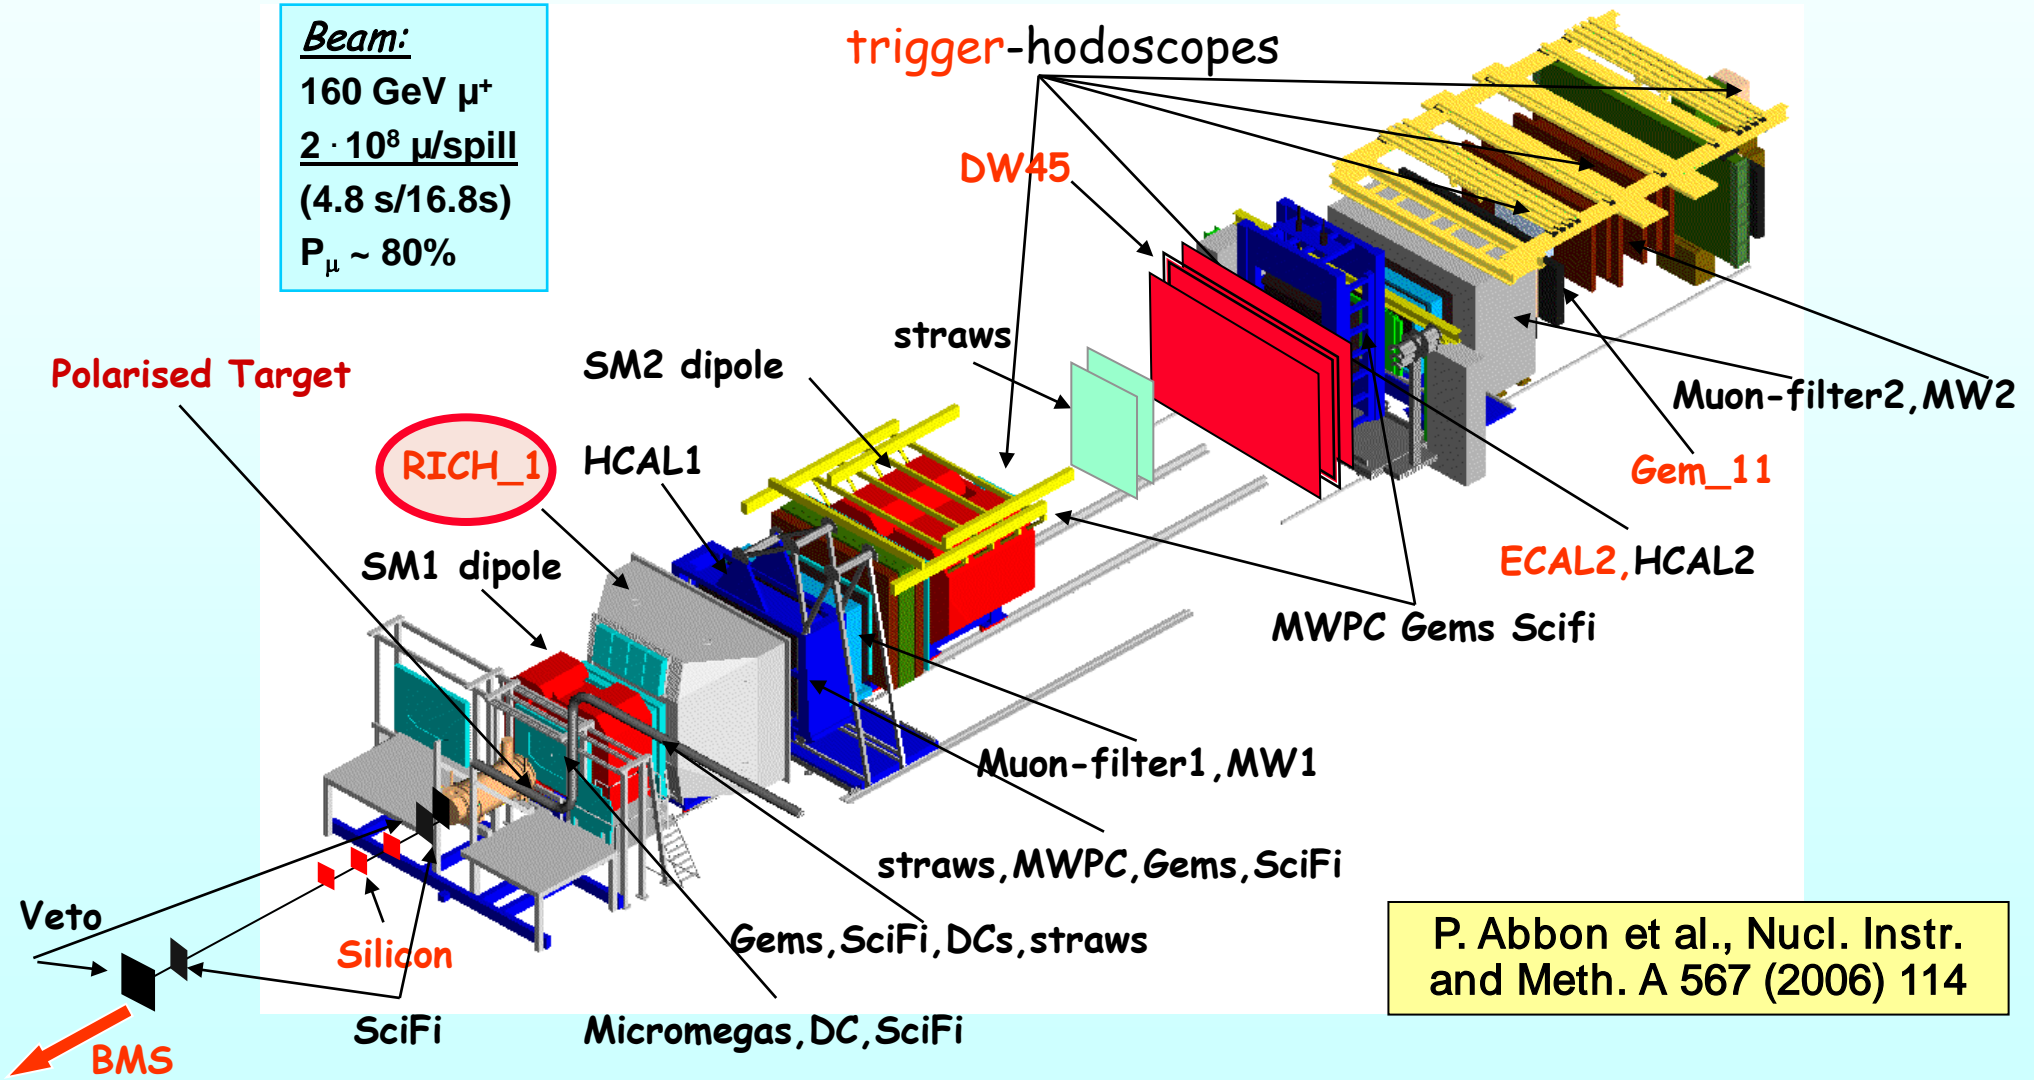 Beam:
160 GeV μ⁺
2 · 10⁸ μ/spill
(4.8 s/16.8s)
Pμ ~ 80%
trigger-hodoscopes
DW45
straws
SM2 dipole
Polarised Target
Muon-filter2,MW2
RICH_1
HCAL1
Gem_11
SM1 dipole
ECAL2,HCAL2
MWPC Gems Scifi
Muon-filter1,MW1
straws,MWPC,Gems,SciFi
Veto
Gems,SciFi,DCs,straws
Silicon
P. Abbon et al., Nucl. Instr.
and Meth. A 567 (2006) 114
SciFi
Micromegas,DC,SciFi
BMS